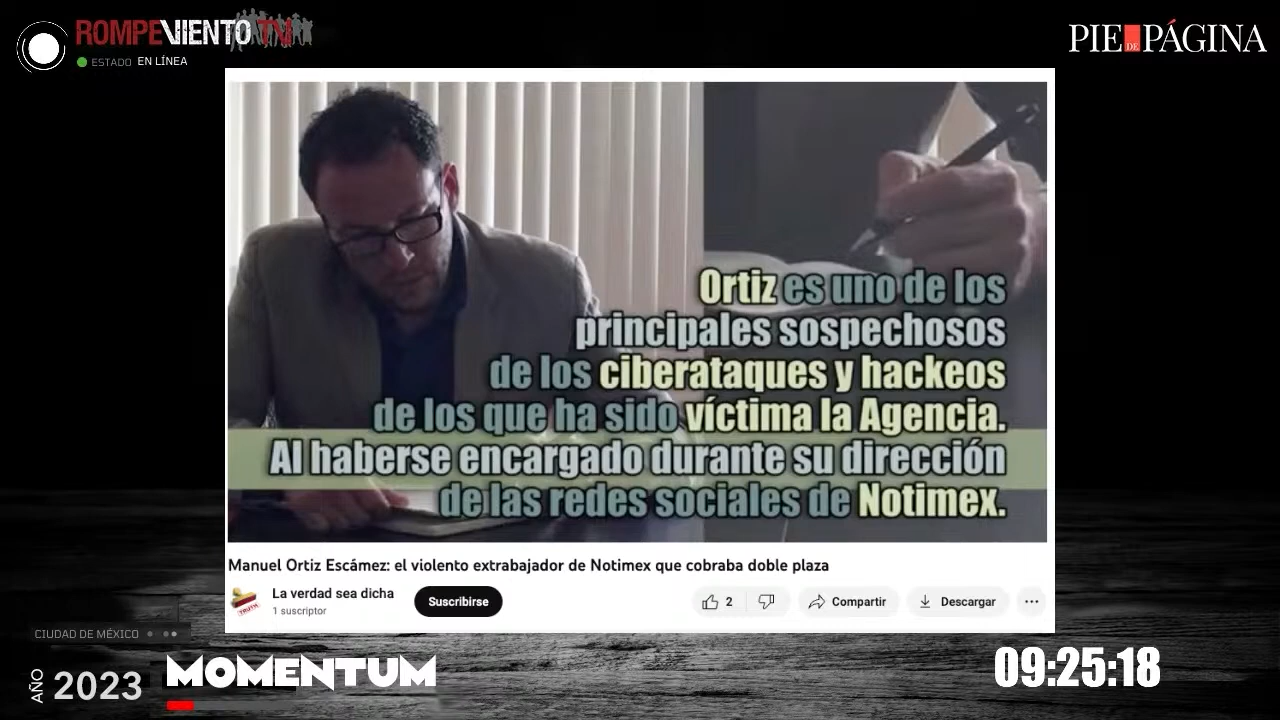 ROMPEVIENTO TV
ESTADO EN LÍNEA
PIE DE PÁGINA
Ortiz es uno de los
principales sospechosos
de los ciberataques y hackeos
de los que ha sido víctima la Agencia.
Al haberse encargado durante su dirección
de las redes sociales de Notimex.
Manuel Ortiz Escámez: el violento extrabajador de Notimex que cobraba doble plaza
La verdad sea dicha
1 suscriptor
Suscribirse
2
Compartir
Descargar
TRUTH
CIUDAD DE MÉXICO
AÑO 2023
MOMENTUM
09:25:18